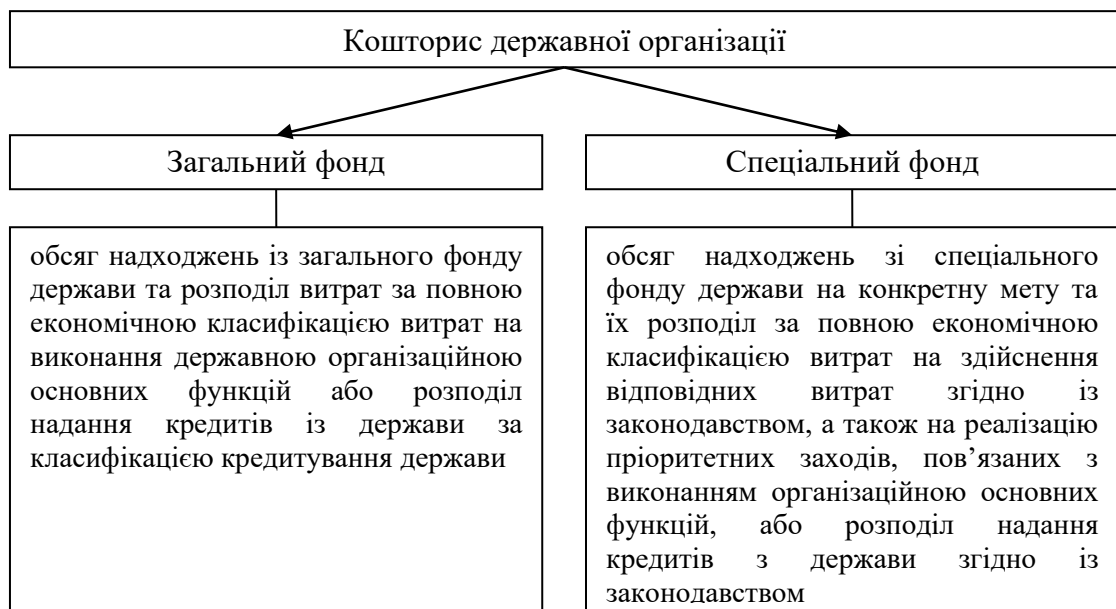 Кошторис державної організації
Загальний фонд
Спеціальний фонд
обсяг надходжень із загального фонду
держави та розподіл витрат за повною
економічною класифікацією витрат на
виконання державною організаційною
основних функцій або розподіл
надання кредитів із держави за
класифікацією кредитування держави
обсяг надходжень зі спеціального
фонду держави на конкретну мету та
їх розподіл за повною економічною
класифікацією витрат на здійснення
відповідних витрат згідно із
законодавством, а також на реалізацію
пріоритетних заходів, пов’язаних з
виконанням організаційною основних
функцій, або розподіл надання
кредитів з держави згідно із
законодавством